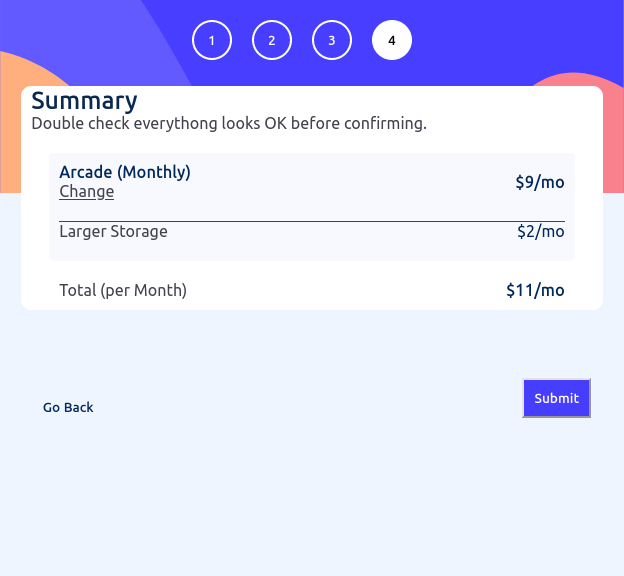 1 2 3 4
Summary
Double check everythong looks OK before confirming.
Arcade (Monthly)
$9/mo
Change
Larger Storage $2/mo
Total (per Month) $11/mo
Go Back Submit